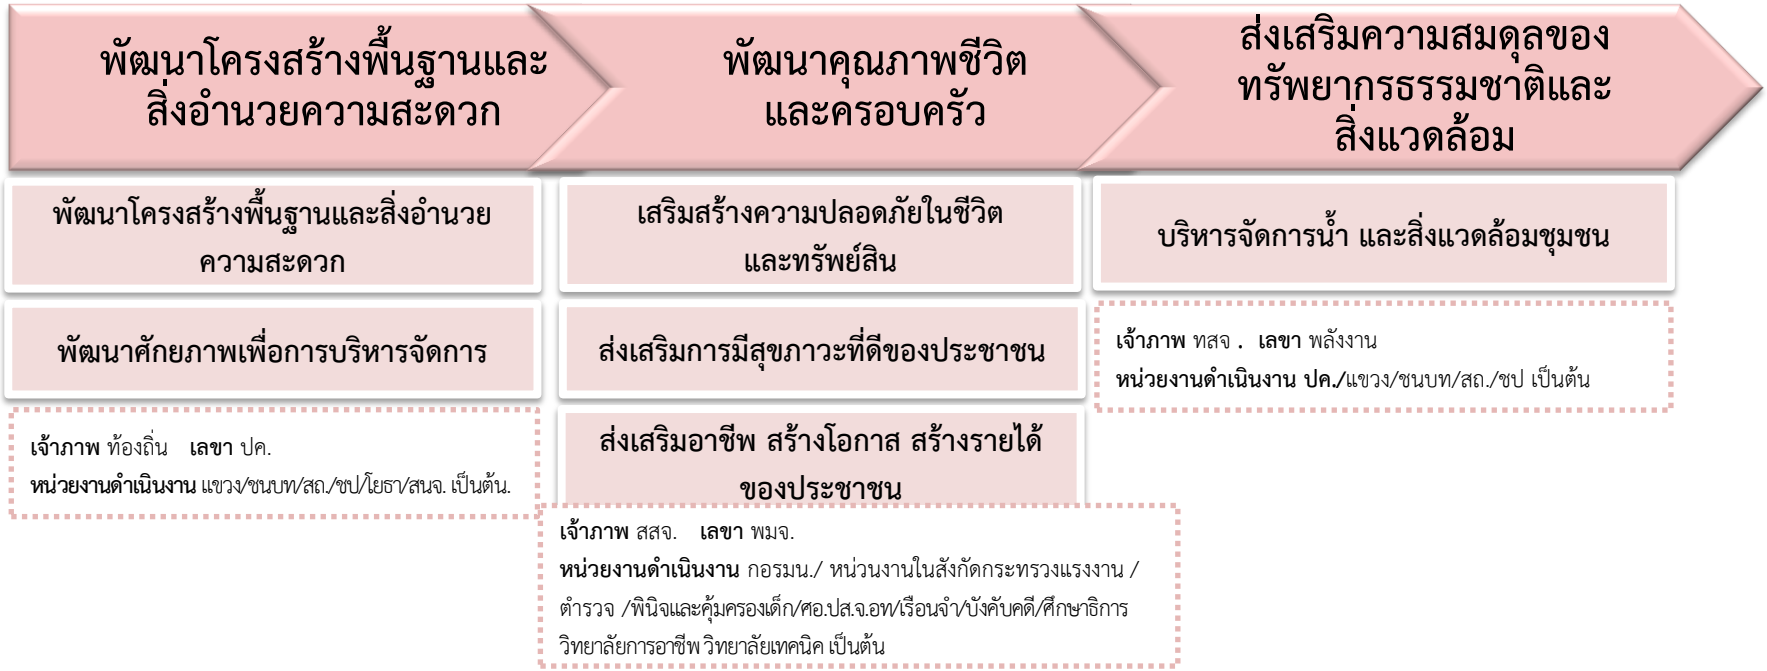 พัฒนาโครงสร้างพื้นฐานและ
สิ่งอำนวยความสะดวก
พัฒนาคุณภาพชีวิต
และครอบครัว
ส่งเสริมความสมดุลของ
ทรัพยากรธรรมชาติและ
สิ่งแวดล้อม
พัฒนาโครงสร้างพื้นฐานและสิ่งอำนวย
ความสะดวก
พัฒนาศักยภาพเพื่อการบริหารจัดการ
เจ้าภาพ ท้องถิ่น เลขา ปค.
หน่วยงานดำเนินงาน แขวง/ชนบท/สถ./ชป/โยธา/สนจ. เป็นต้น.
เสริมสร้างความปลอดภัยในชีวิต
และทรัพย์สิน
ส่งเสริมการมีสุขภาวะที่ดีของประชาชน
ส่งเสริมอาชีพ สร้างโอกาส สร้างรายได้
ของประชาชน
เจ้าภาพ สสจ. เลขา พมจ.
หน่วยงานดำเนินงาน กอรมน./ หน่วนงานในสังกัดกระทรวงแรงงาน /
ตำรวจ /พินิจและคุ้มครองเด็ก/ศอ.ปส.จ.อท/เรือนจำ/บังคับคดี/ศึกษาธิการ
วิทยาลัยการอาชีพ วิทยาลัยเทคนิค เป็นต้น
บริหารจัดการน้ำ และสิ่งแวดล้อมชุมชน
เจ้าภาพ ทสจ . เลขา พลังงาน
หน่วยงานดำเนินงาน ปค./แขวง/ชนบท/สถ./ชป เป็นต้น